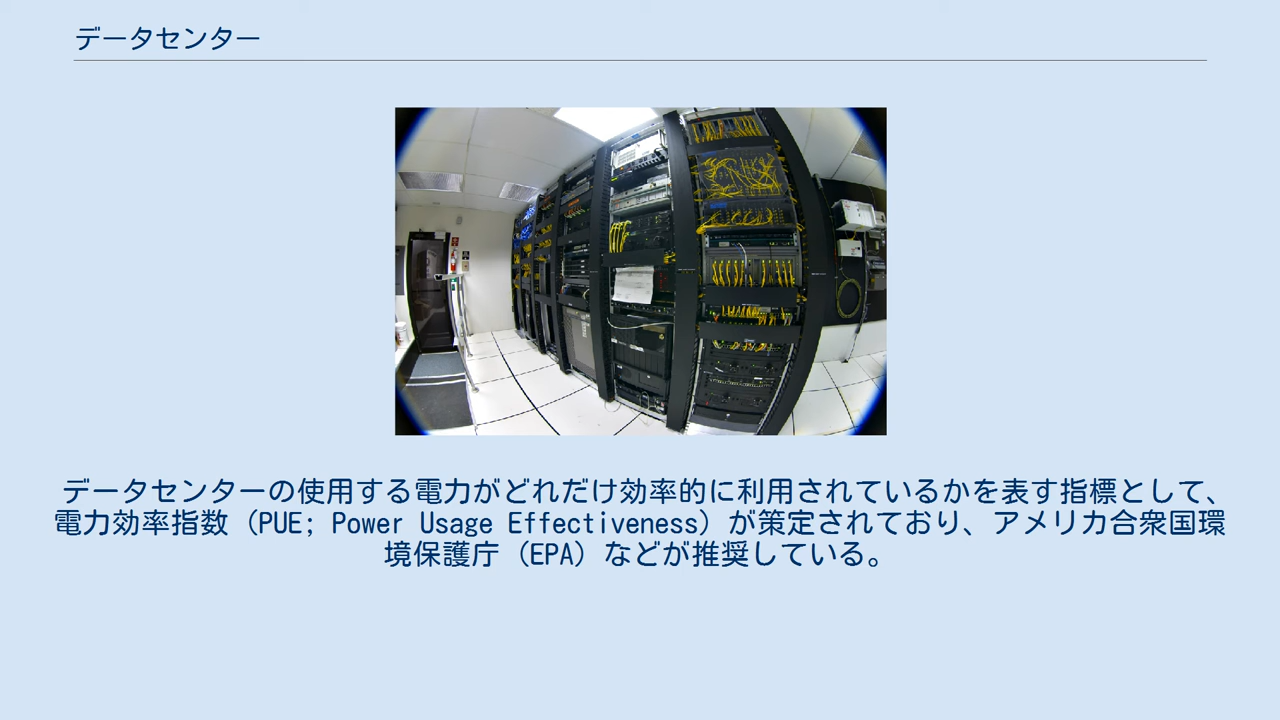 データセンター
データセンターの使用する電力がどれだけ効率的に利用されているかを表す指標として、
電力効率指数（PUE; Power Usage Effectiveness）が策定されており、アメリカ合衆国環
境保護庁（EPA）などが推奨している。